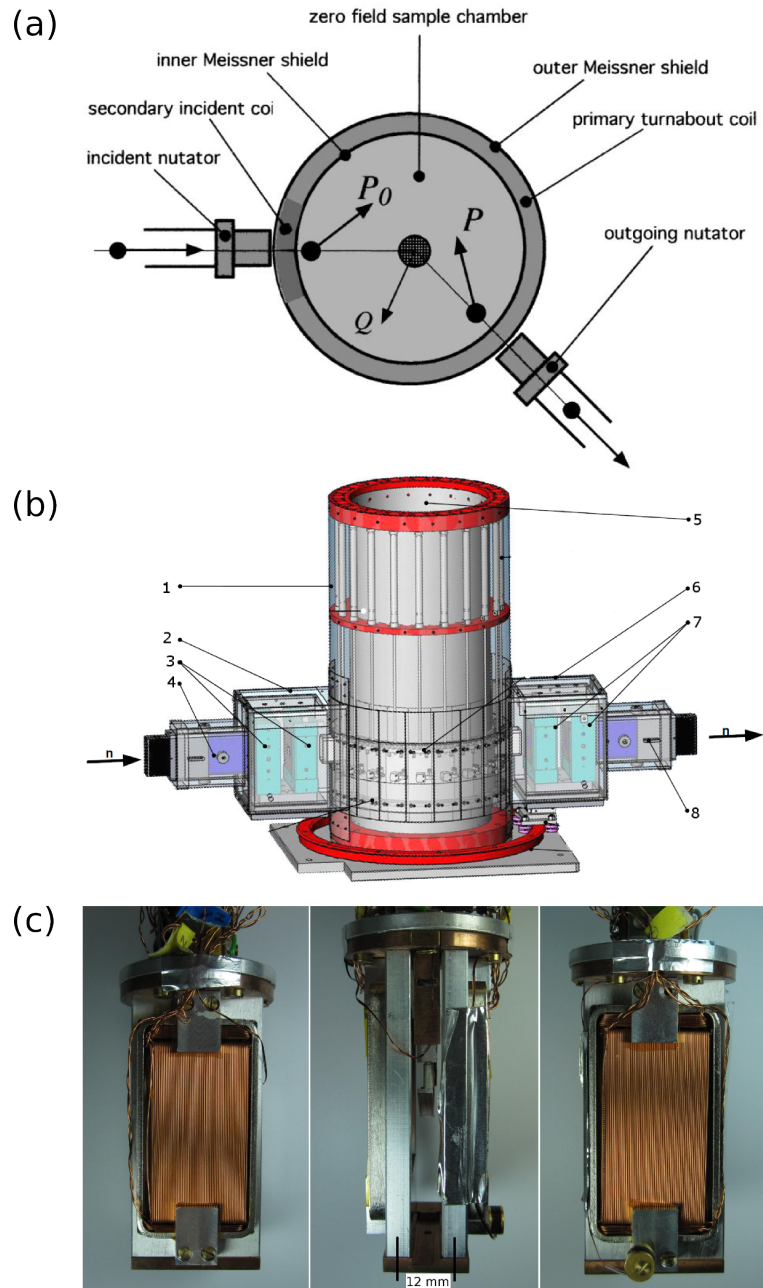 (a)
zero field sample chamber
inner Meissner shield
outer Meissner shield
secondary incident coi
primary turnabout coil
incident nutator
P0
P
outgoing nutator
Q
(b)
5
1
6
2
7
3
4
n
n
8
(c)
12 mm